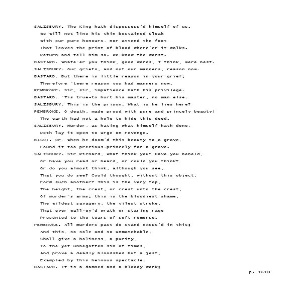 SALISBURY. The King hath dispossess'd himself of us.
We will not line his thin bestained cloak
With our pure honours, nor attend the foot
That leaves the print of blood where'er it walks.
Return and tell him so. We know the worst.
BASTARD. Whate'er you think, good words, I think, were best.
SALISBURY. Our griefs, and not our manners, reason now.
BASTARD. But there is little reason in your grief;
Therefore 'twere reason you had manners now.
PEMBROKE. Sir, sir, impatience hath his privilege.
BASTARD. 'Tis true-to hurt his master, no man else.
SALISBURY. This is the prison. What is he lies here?
PEMBROKE. O death, made proud with pure and princely beauty!
The earth had not a hole to hide this deed.
SALISBURY. Murder, as hating what himself hath done,
Doth lay it open to urge on revenge.
BIGOT. Or, when he doom'd this beauty to a grave,
Found it too precious-princely for a grave.
SALISBURY. Sir Richard, what think you? Have you beheld,
Or have you read or heard, or could you think?
Or do you almost think, although you see,
That you do see? Could thought, without this object,
Form such another? This is the very top,
The height, the crest, or crest unto the crest,
Of murder's arms; this is the bloodiest shame,
The wildest savagery, the vilest stroke,
That ever wall-ey'd wrath or staring rage
Presented to the tears of soft remorse.
PEMBROKE. All murders past do stand excus'd in this;
And this, so sole and so unmatchable,
Shall give a holiness, a purity,
To the yet unbegotten sin of times,
And prove a deadly bloodshed but a jest,
Exampled by this heinous spectacle.
BASTARD. It is a damned and a bloody work;